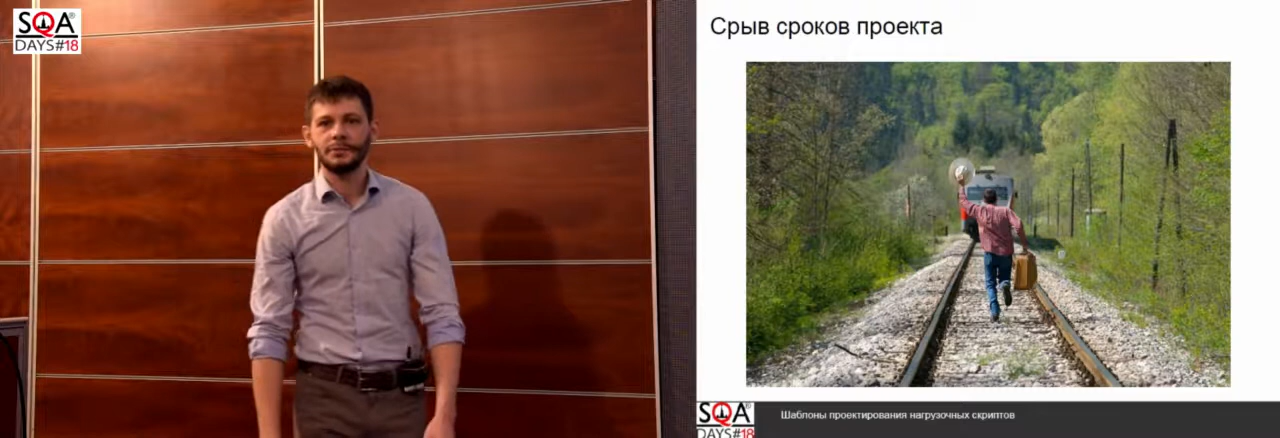 SQA®
DAYS#18
Срыв сроков проекта
SQA®
DAYS#18
Шаблоны проектирования нагрузочных скриптов